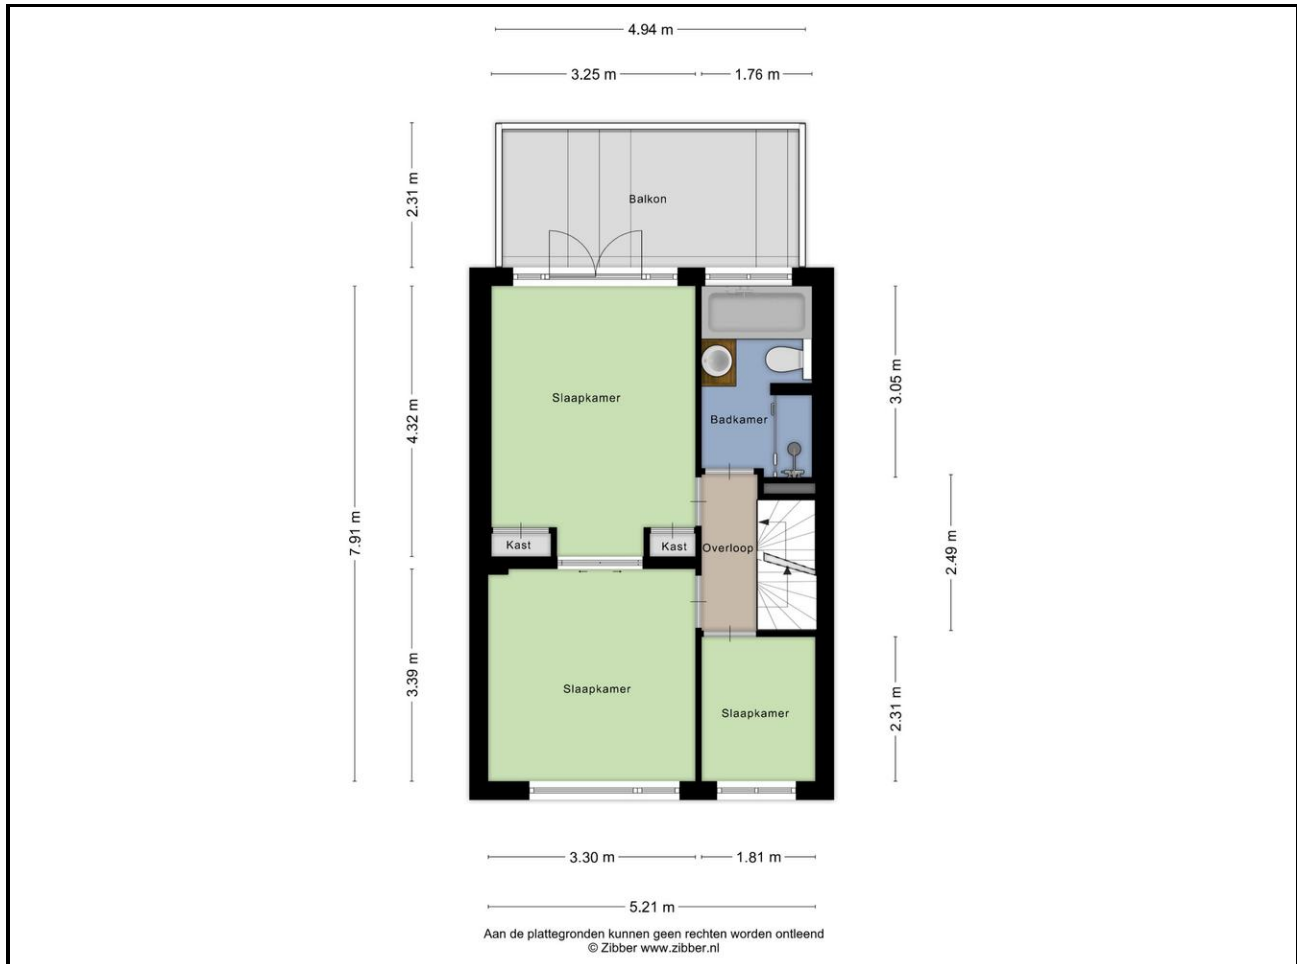 4.94 m
3.25 m
1.76 m
2.31 m
Balkon
4.32 m
7.91 m
3.39 m
Slaapkamer
Badkamer
3.05 m
Kast
Kast
Overloop
2.49 m
Slaapkamer
Slaapkamer
2.31 m
3.30 m
1.81 m
5.21 m
Aan de plattegronden kunnen geen rechten worden ontleend
© Zibber www.zibber.nl